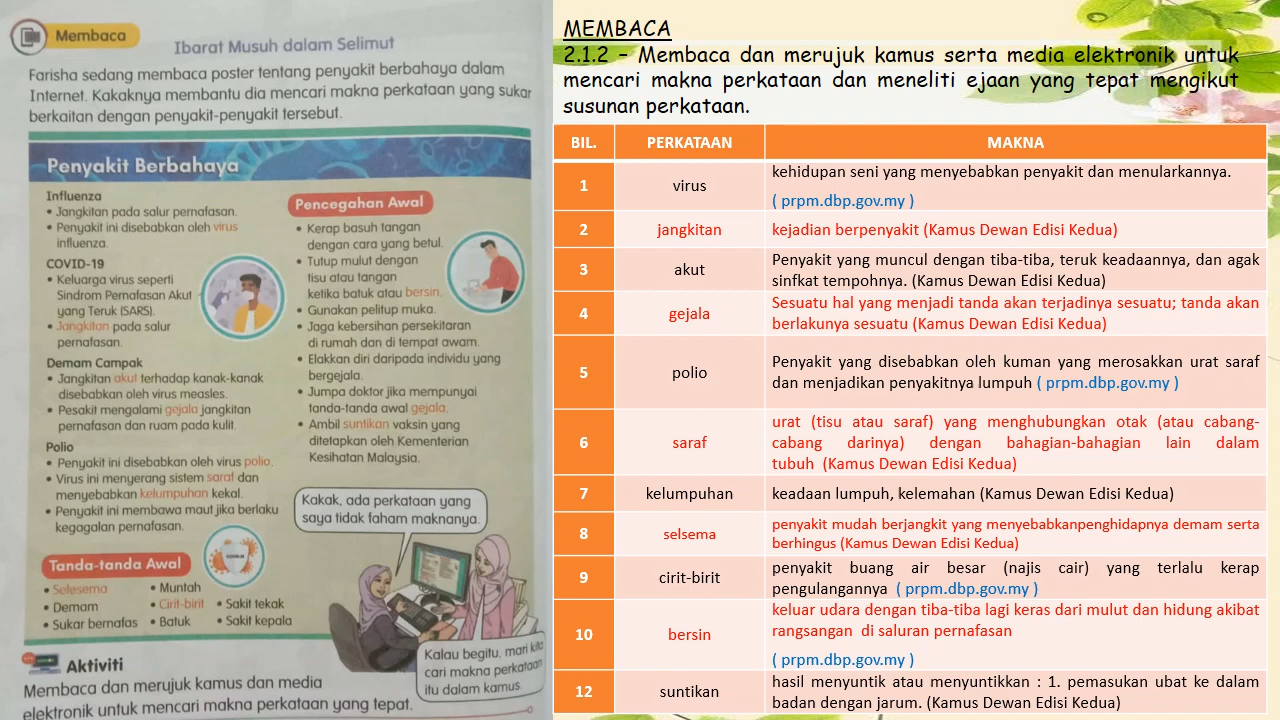 Membaca
Ibarat Musuh dalam Selimut
Farisha sedang membaca poster tentang penyakit berbahaya dalam
Internet. Kakaknya membantu dia mencari makna perkataan yang sukar
berkaitan dengan penyakit-penyakit tersebut.
Penyakit Berbahaya
Influenza
• Jangkitan pada salur pernafasan.
• Penyakit ini disebabkan oleh virus
influenza.
COVID-19
• Keluarga virus seperti
Sindrom Pernafasan Akut
yang Teruk (SARS).
• Jangkitan pada salur
pernafasan.
Demam Campak
• Jangkitan akut terhadap kanak-kanak
disebabkan oleh virus measles.
• Pesakit mengalami gejala jangkitan
pernafasan dan ruam pada kulit.
Polio
• Penyakit ini disebabkan oleh virus polio.
• Virus ini menyerang sistem saraf dan
menyebabkan kelumpuhan kekal.
• Penyakit ini membawa maut jika berlaku
kegagalan pernafasan.
Tanda-tanda Awal
• Selesema
• Demam
• Sukar bernafas
• Muntah
• Cirit-birit
• Batuk
• Sakit tekak
• Sakit kepala
Pencegahan Awal
• Kerap basuh tangan
dengan cara yang betul.
• Tutup mulut dengan
tisu atau tangan
ketika batuk atau bersin.
• Gunakan pelitup muka.
• Jaga kebersihan persekitaran
di rumah dan di tempat awam.
• Elakkan diri daripada individu yang
bergejala.
• Jumpa doktor jika mempunyai
tanda-tanda awal gejala.
• Ambil suntikan vaksin yang
ditetapkan oleh Kementerian
Kesihatan Malaysia.
Kakak, ada perkataan yang
saya tidak faham maknanya.
Kalau begitu, mari kita
cari makna perkataan
itu dalam kamus.
Aktiviti
Membaca dan merujuk kamus dan media
elektronik untuk mencari makna perkataan yang tepat.
MEMBACA
2.1.2 – Membaca dan merujuk kamus serta media elektronik untuk
mencari makna perkataan dan meneliti ejaan yang tepat mengikut
susunan perkataan.
BIL. PERKATAAN MAKNA
1 virus kehidupan seni yang menyebabkan penyakit dan menularkannya.
( prpm.dbp.gov.my )
2 jangkitan kejadian berpenyakit (Kamus Dewan Edisi Kedua)
3 akut Penyakit yang muncul dengan tiba-tiba, teruk keadaannya, dan agak
sinfkat tempohnya. (Kamus Dewan Edisi Kedua)
4 gejala Sesuatu hal yang menjadi tanda akan terjadinya sesuatu; tanda akan
berlakunya sesuatu (Kamus Dewan Edisi Kedua)
5 polio Penyakit yang disebabkan oleh kuman yang merosakkan urat saraf
dan menjadikan penyakitnya lumpuh ( prpm.dbp.gov.my )
6 saraf urat (tisu atau saraf) yang menghubungkan otak (atau cabang-
cabang darinya) dengan bahagian-bahagian lain dalam
tubuh (Kamus Dewan Edisi Kedua)
7 kelumpuhan keadaan lumpuh, kelemahan (Kamus Dewan Edisi Kedua)
8 selsema penyakit mudah berjangkit yang menyebabkanpenghidapnya demam serta
berhingus (Kamus Dewan Edisi Kedua)
9 cirit-birit penyakit buang air besar (najis cair) yang terlalu kerap
pengulangannya ( prpm.dbp.gov.my )
10 bersin keluar udara dengan tiba-tiba lagi keras dari mulut dan hidung akibat
rangsangan di saluran pernafasan
( prpm.dbp.gov.my )
12 suntikan hasil menyuntik atau menyuntikkan : 1. pemasukan ubat ke dalam
badan dengan jarum. (Kamus Dewan Edisi Kedua)